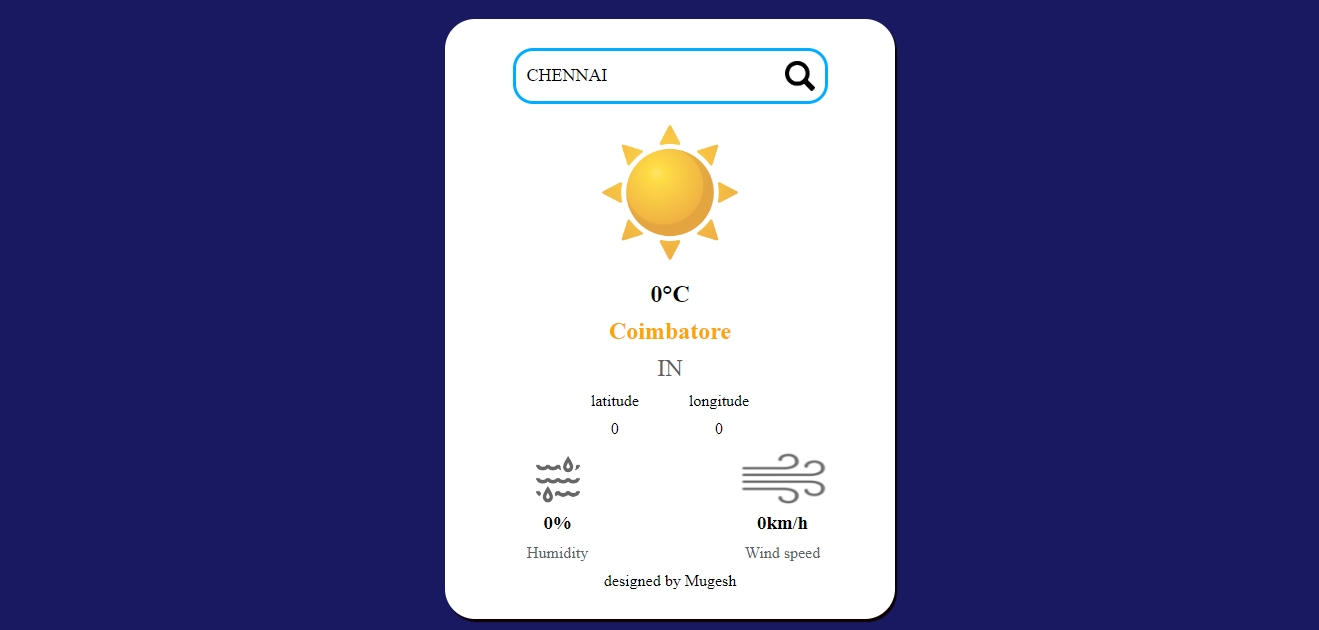 CHENNAI
0°C
Coimbatore
IN
latitude longitude
0 0
0% 0km/h
Humidity Wind speed
designed by Mugesh